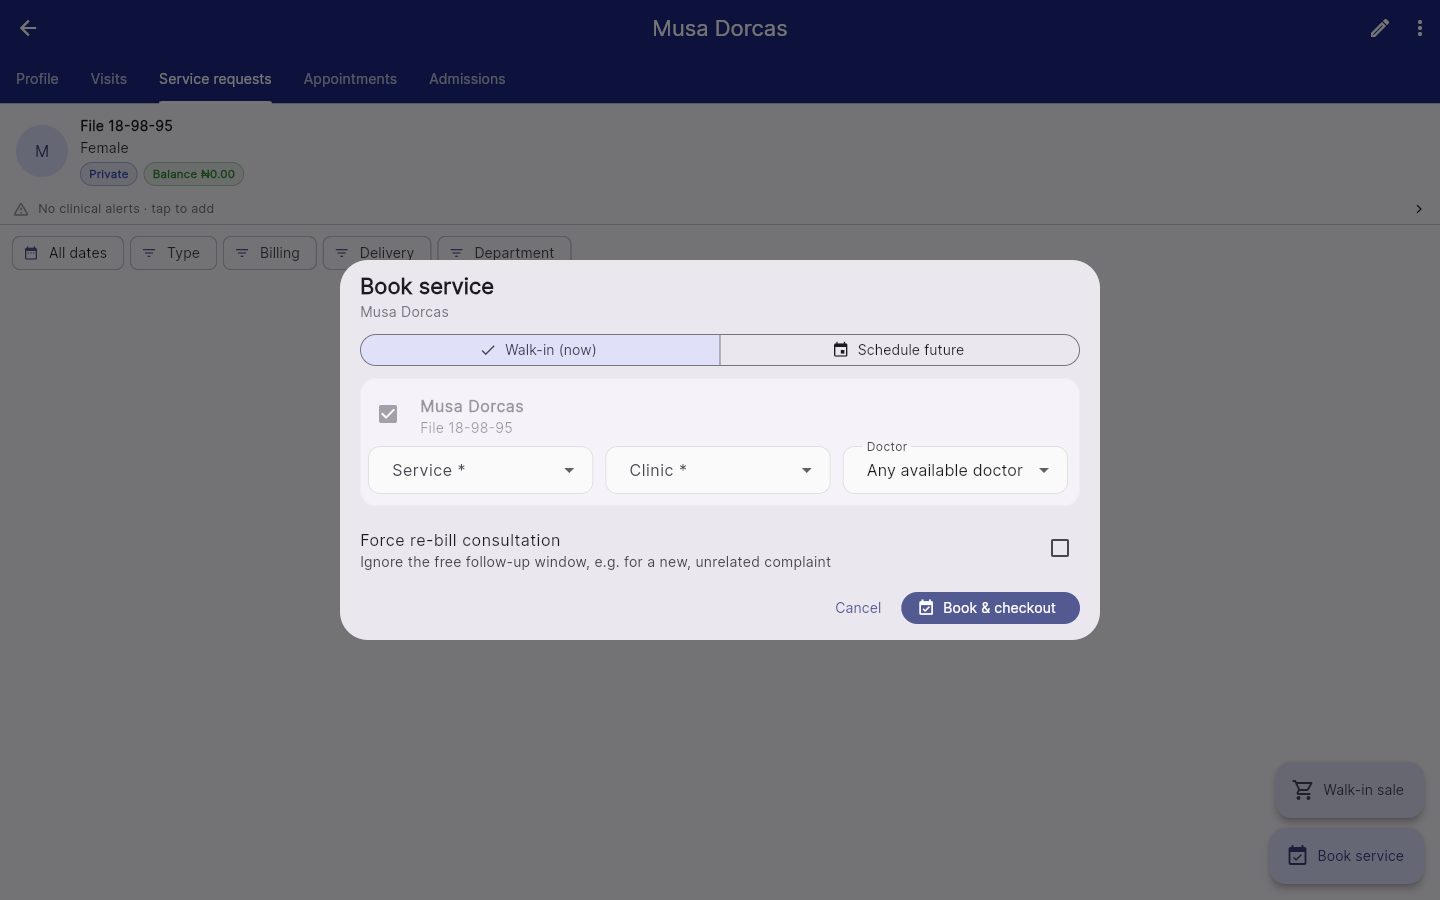 Musa Dorcas
Profile Visits Service requests Appointments Admissions
M
File 18-98-95
Female
Private Balance ₦0.00
No clinical alerts · tap to add
All dates Type Billing Delivery Department
Book service
Musa Dorcas
Walk-in (now) Schedule future
Musa Dorcas
File 18-98-95
Doctor
Service * Clinic * Any available doctor
Force re-bill consultation
Ignore the free follow-up window, e.g. for a new, unrelated complaint
Cancel Book & checkout
Walk-in sale
Book service